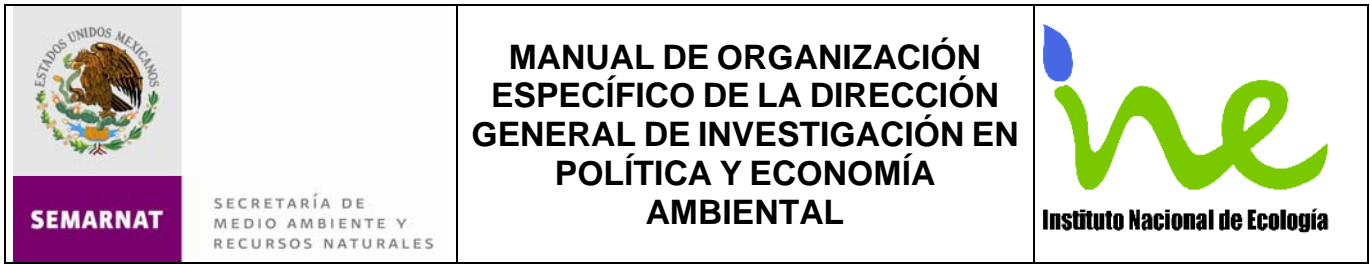 ESTADOS UNIDOS MEXICANOS
SEMARNAT
SECRETARÍA DE
MEDIO AMBIENTE Y
RECURSOS NATURALES
MANUAL DE ORGANIZACIÓN
ESPECÍFICO DE LA DIRECCIÓN
GENERAL DE INVESTIGACIÓN EN
POLÍTICA Y ECONOMÍA
AMBIENTAL
ine
Instituto Nacional de Ecología